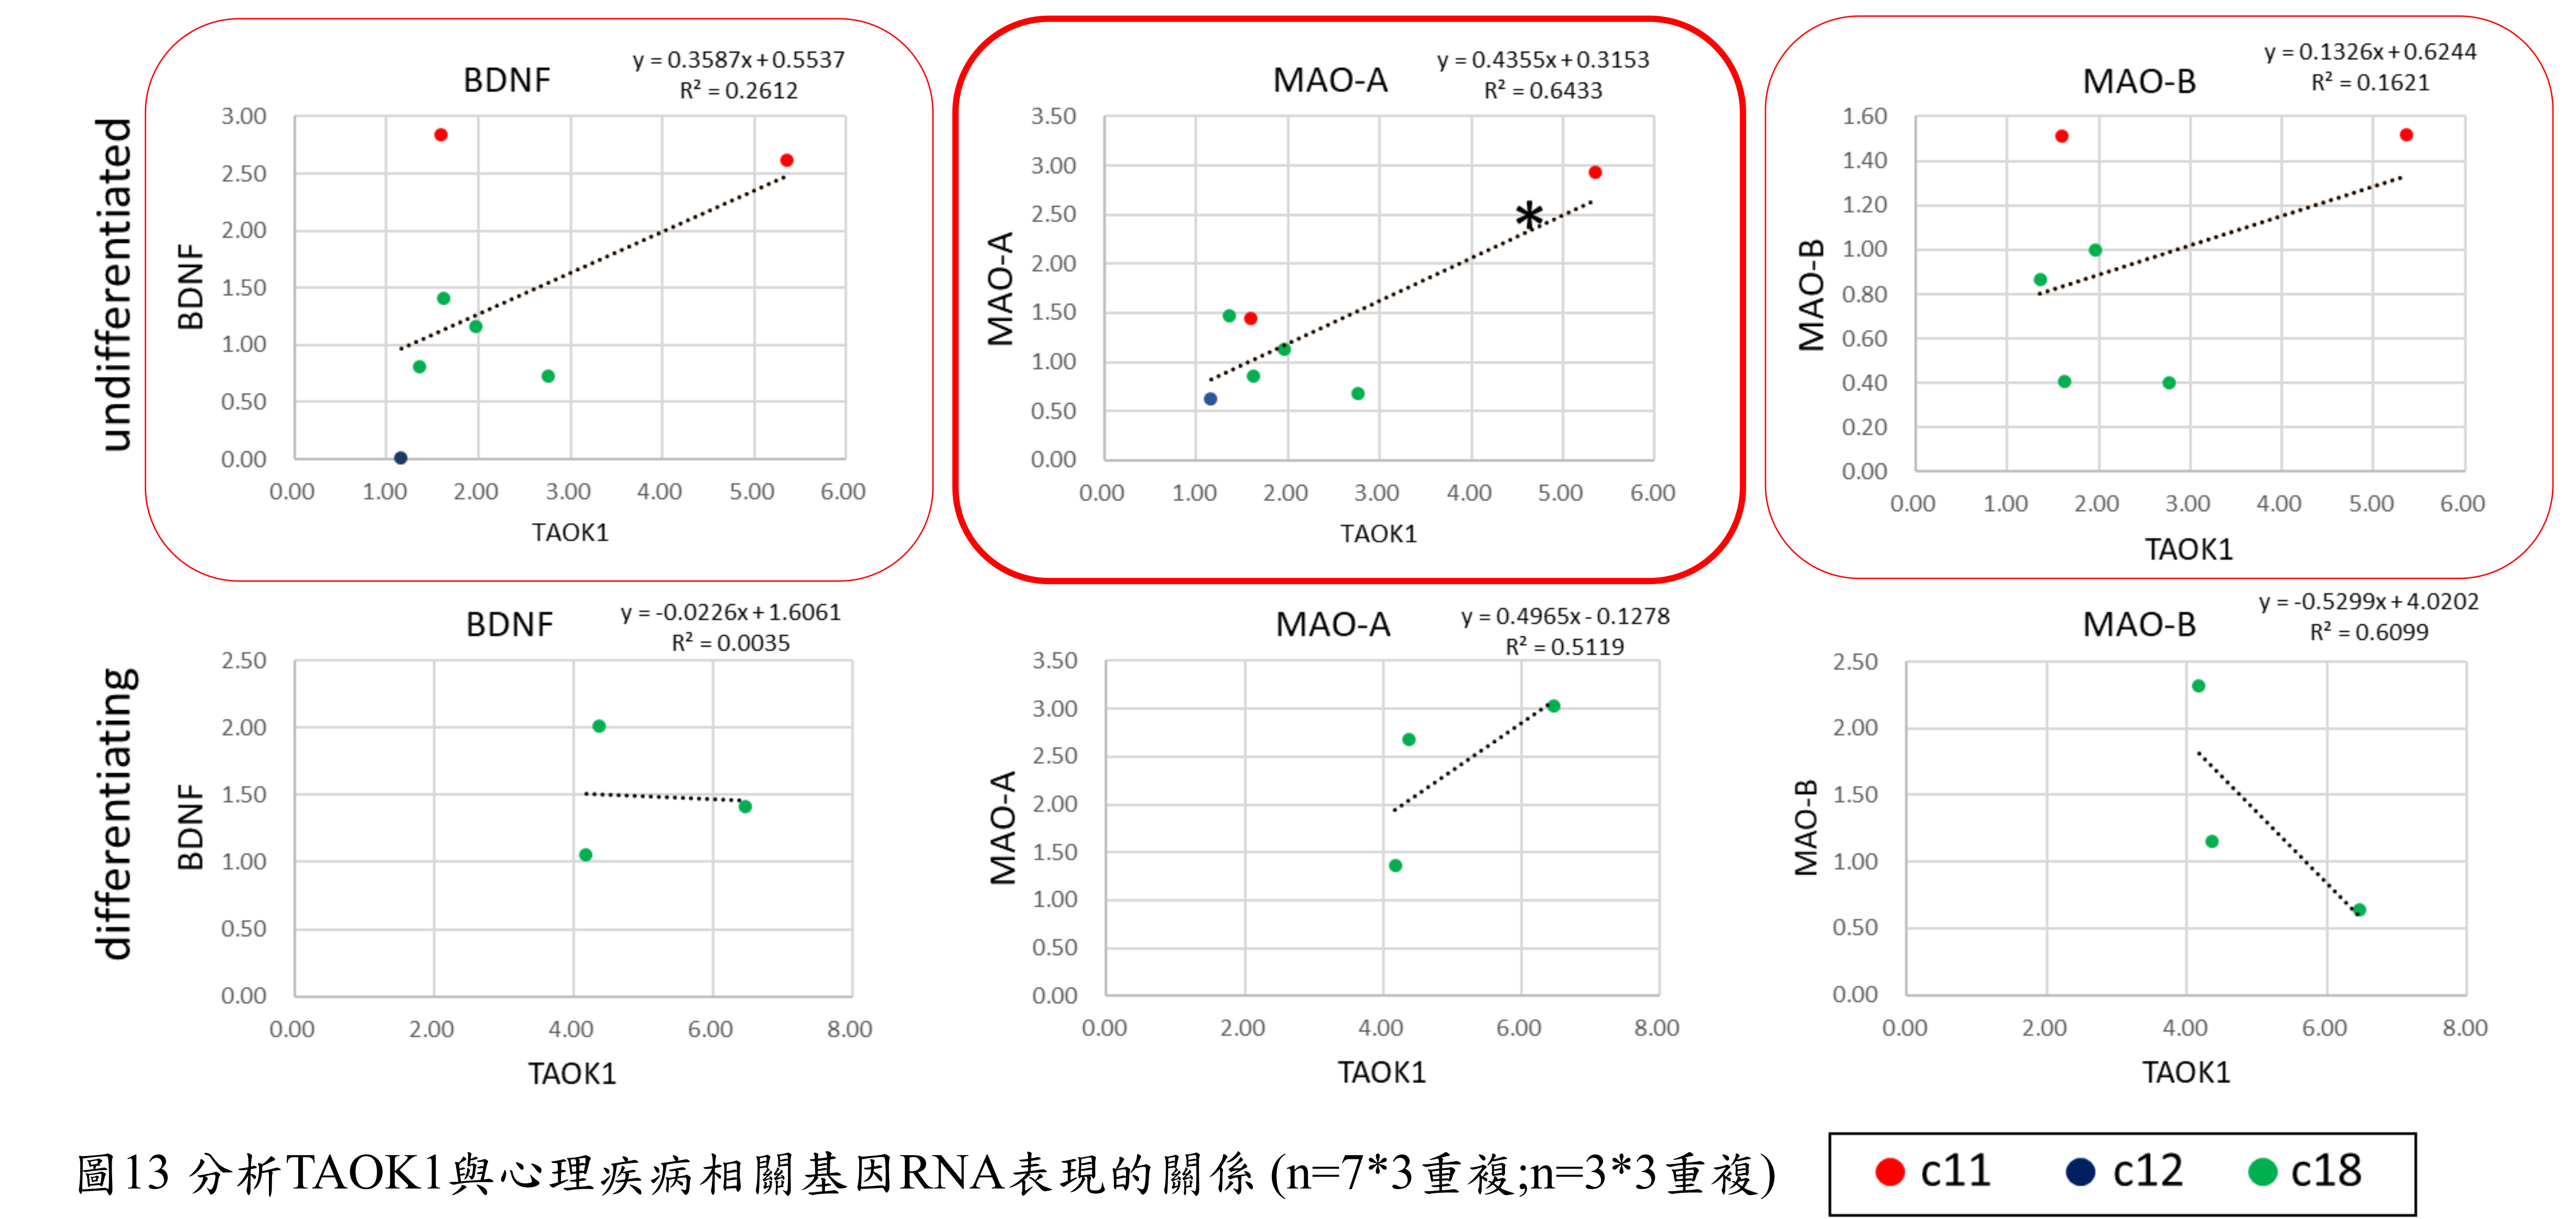 undifferentiated
BDNF
y = 0.3587x + 0.5537
R² = 0.2612
3.00
2.50
2.00
1.50
1.00
0.50
0.00
BDNF
0.00 1.00 2.00 3.00 4.00 5.00 6.00
TAOK1
MAO-A
y = 0.4355x + 0.3153
R² = 0.6433
3.50
3.00
2.50
2.00
1.50
1.00
0.50
0.00
MAO-A
*
0.00 1.00 2.00 3.00 4.00 5.00 6.00
TAOK1
MAO-B
y = 0.1326x + 0.6244
R² = 0.1621
1.60
1.40
1.20
1.00
0.80
0.60
0.40
0.20
0.00
MAO-B
0.00 1.00 2.00 3.00 4.00 5.00 6.00
TAOK1
differentiating
BDNF
y = -0.0226x + 1.6061
R² = 0.0035
2.50
2.00
1.50
1.00
0.50
0.00
BDNF
0.00 2.00 4.00 6.00 8.00
TAOK1
MAO-A
y = 0.4965x - 0.1278
R² = 0.5119
3.50
3.00
2.50
2.00
1.50
1.00
0.50
0.00
MAO-A
0.00 2.00 4.00 6.00 8.00
TAOK1
MAO-B
y = -0.5299x + 4.0202
R² = 0.6099
2.50
2.00
1.50
1.00
0.50
0.00
MAO-B
0.00 2.00 4.00 6.00 8.00
TAOK1
圖13 分析TAOK1與心理疾病相關基因RNA表現的關係 (n=7*3重複;n=3*3重複)
c11 c12 c18